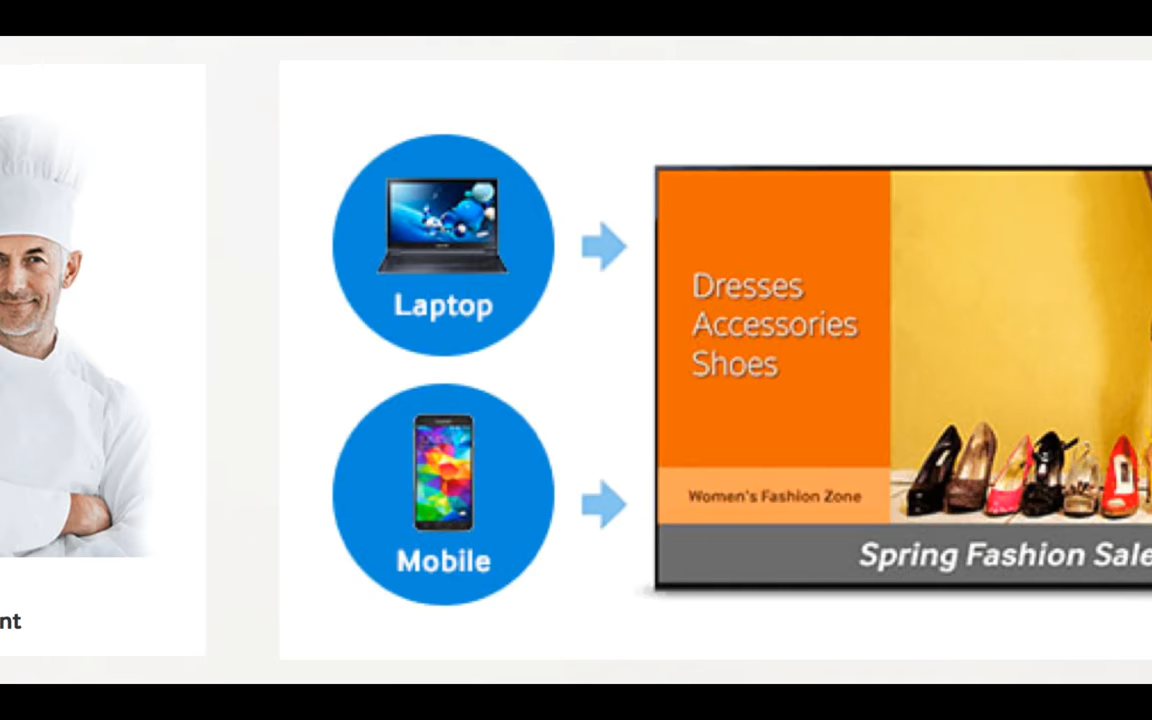 nt
Laptop
Mobile
Dresses
Accessories
Shoes
Women's Fashion Zone
Spring Fashion Sale